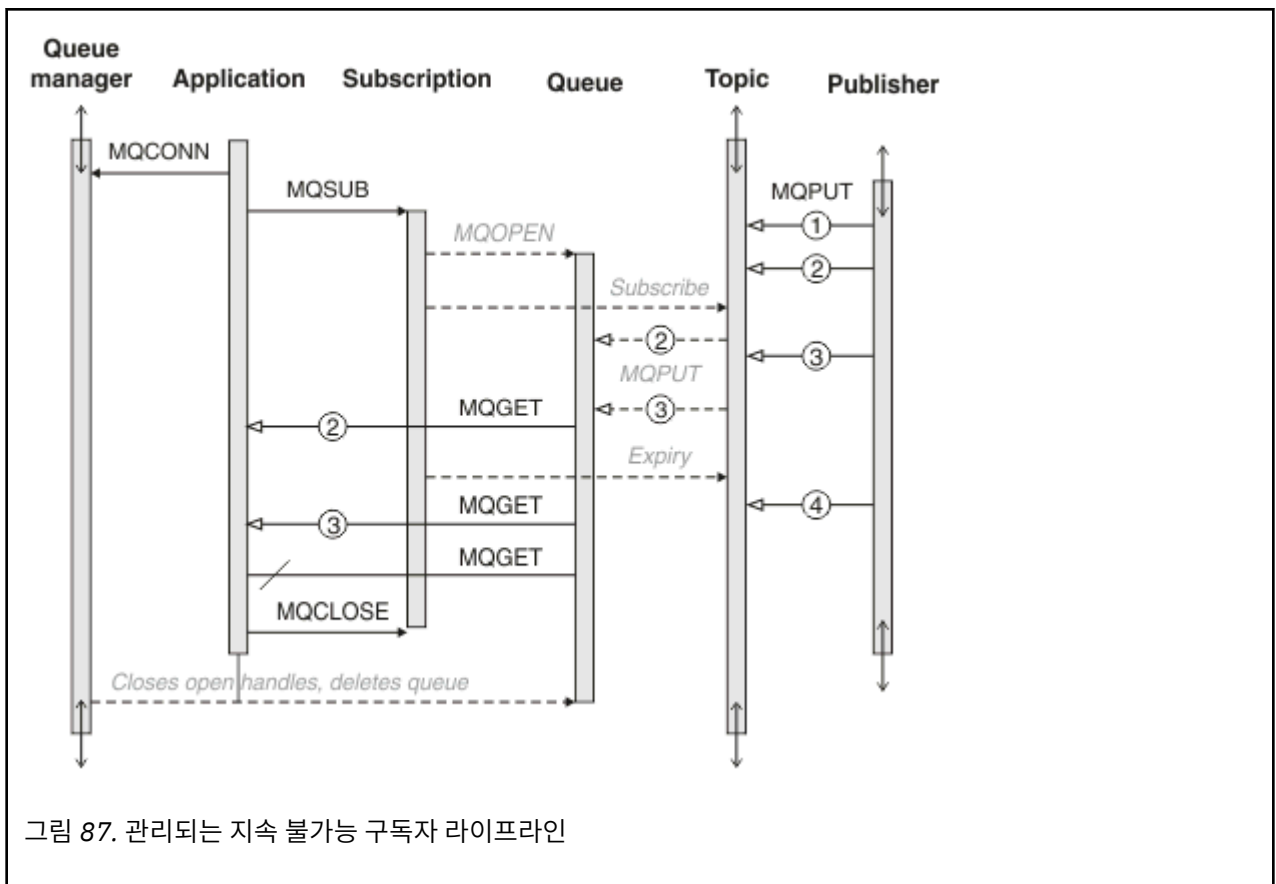 Queue
manager
Application
Subscription
Queue
Topic
Publisher
MQCONN
MQSUB
MQPUT
MQOPEN
①
②
Subscribe
②
③
MQPUT
③
MQGET
②
Expiry
MQGET
④
③
MQGET
MQCLOSE
Closes open handles, deletes queue
그림 87. 관리되는 지속 불가능 구독자 라이프라인